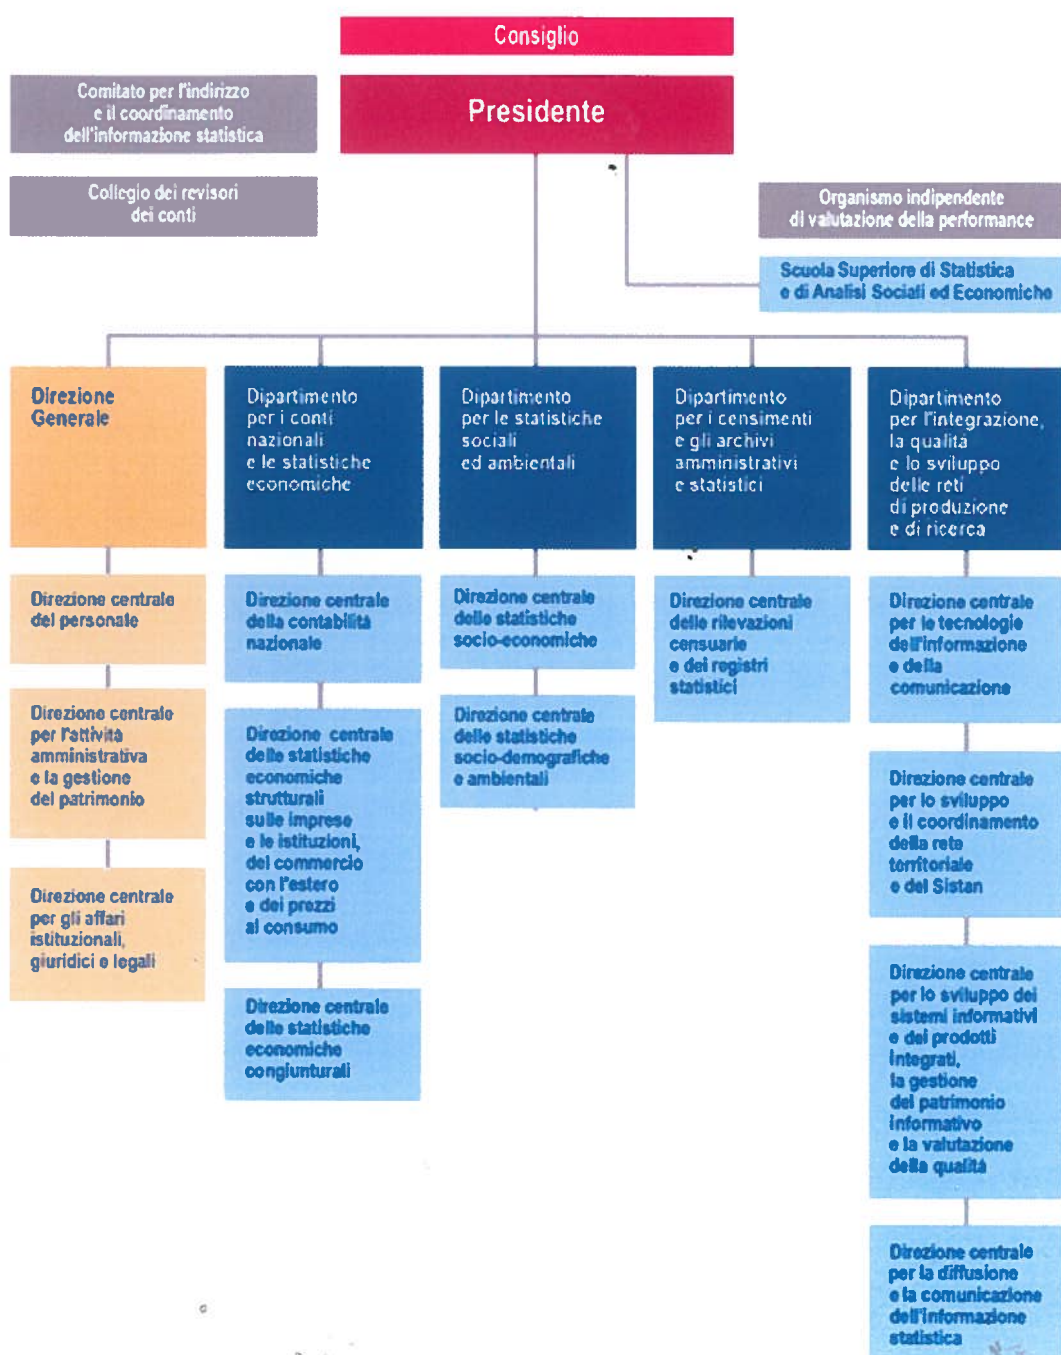 Consiglio
Presidente
Comitato per l'indirizzo
e il coordinamento
dell'informazione statistica
Collegio dei revisori
dei conti
Organismo indipendente
di valutazione della performance
Scuola Superiore di Statistica
e di Analisi Sociali ed Economiche
Direzione
Generale
Direzione centrale
del personale
Direzione centrale
per l'attività
amministrativa
e la gestione
del patrimonio
Direzione centrale
per gli affari
istituzionali,
giuridici e legali
Dipartimento
per i conti
nazionali
e le statistiche
economiche
Direzione centrale
della contabilità
nazionale
Direzione centrale
delle statistiche
economiche
strutturali
sulle imprese
e le istituzioni,
del commercio
con l'estero
e dei prezzi
al consumo
Direzione centrale
delle statistiche
economiche
congiunturali
Dipartimento
per le statistiche
sociali
ed ambientali
Direzione centrale
delle statistiche
socio-economiche
Direzione centrale
delle statistiche
socio-demografiche
e ambientali
Dipartimento
per i censimenti
e gli archivi
amministrativi
e statistici
Direzione centrale
delle rilevazioni
censuarie
e dei registri
statistici
Dipartimento
per l'integrazione,
la qualità
e lo sviluppo
delle reti
di produzione
e di ricerca
Direzione centrale
per le tecnologie
dell'informazione
e della
comunicazione
Direzione centrale
per lo sviluppo
e il coordinamento
della rete
territoriale
e del Sistan
Direzione centrale
per lo sviluppo dei
sistemi informativi
e dei prodotti
integrati,
la gestione
del patrimonio
informativo
e la valutazione
della qualità
Direzione centrale
per la diffusione
e la comunicazione
dell'informazione
statistica